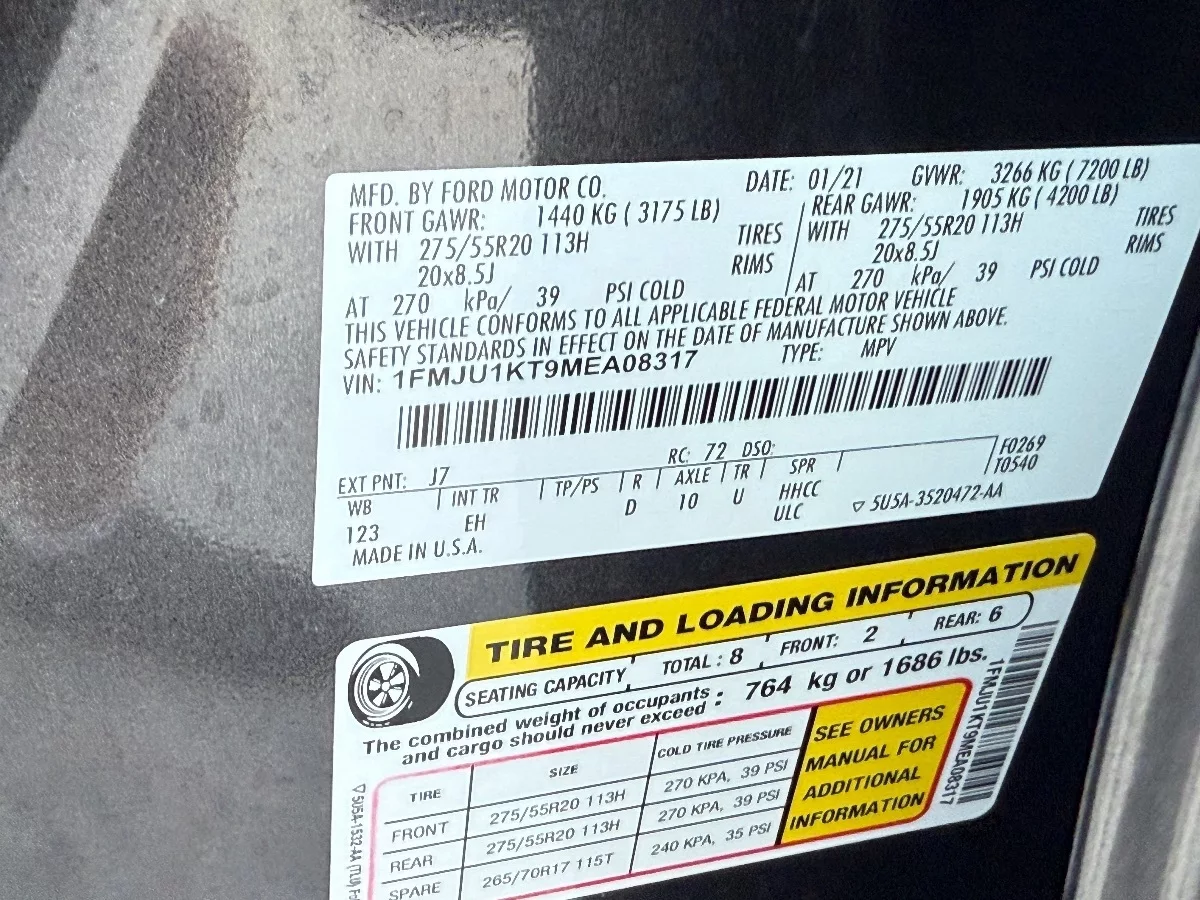 MFD. BY FORD MOTOR CO. DATE: 01/21 GVWR: 3266 KG ( 7200 LB)
FRONT GAWR: 1440 KG ( 3175 LB) REAR GAWR: 1905 KG ( 4200 LB)
WITH 275/55R20 113H TIRES WITH 275/55R20 113H TIRES
20x8.5J RIMS 20x8.5J RIMS
AT 270 kPa/ 39 PSI COLD AT 270 kPa/ 39 PSI COLD
THIS VEHICLE CONFORMS TO ALL APPLICABLE FEDERAL MOTOR VEHICLE
SAFETY STANDARDS IN EFFECT ON THE DATE OF MANUFACTURE SHOWN ABOVE.
VIN: 1FMJU1KT9MEA08317 TYPE: MPV
EXT PNT: J7 RC: 72 DSO: F0269
WB INT TR TP/PS R AXLE TR SPR T0540
123 EH D 10 U HHCC ▽ 5U5A-3520472-AA
ULC
MADE IN U.S.A.
TIRE AND LOADING INFORMATION
SEATING CAPACITY TOTAL : 8 FRONT: 2 REAR: 6
The combined weight of occupants and cargo should never exceed : 764 kg or 1686 lbs.
TIRE SIZE COLD TIRE PRESSURE
FRONT 275/55R20 113H 270 KPA, 39 PSI
REAR 275/55R20 113H 270 KPA, 39 PSI
SPARE 265/70R17 115T 240 KPA, 35 PSI
SEE OWNERS
MANUAL FOR
ADDITIONAL
INFORMATION
1FMJU1KT9MEA08317
▽ 5U5A-1532-AA (TLU)